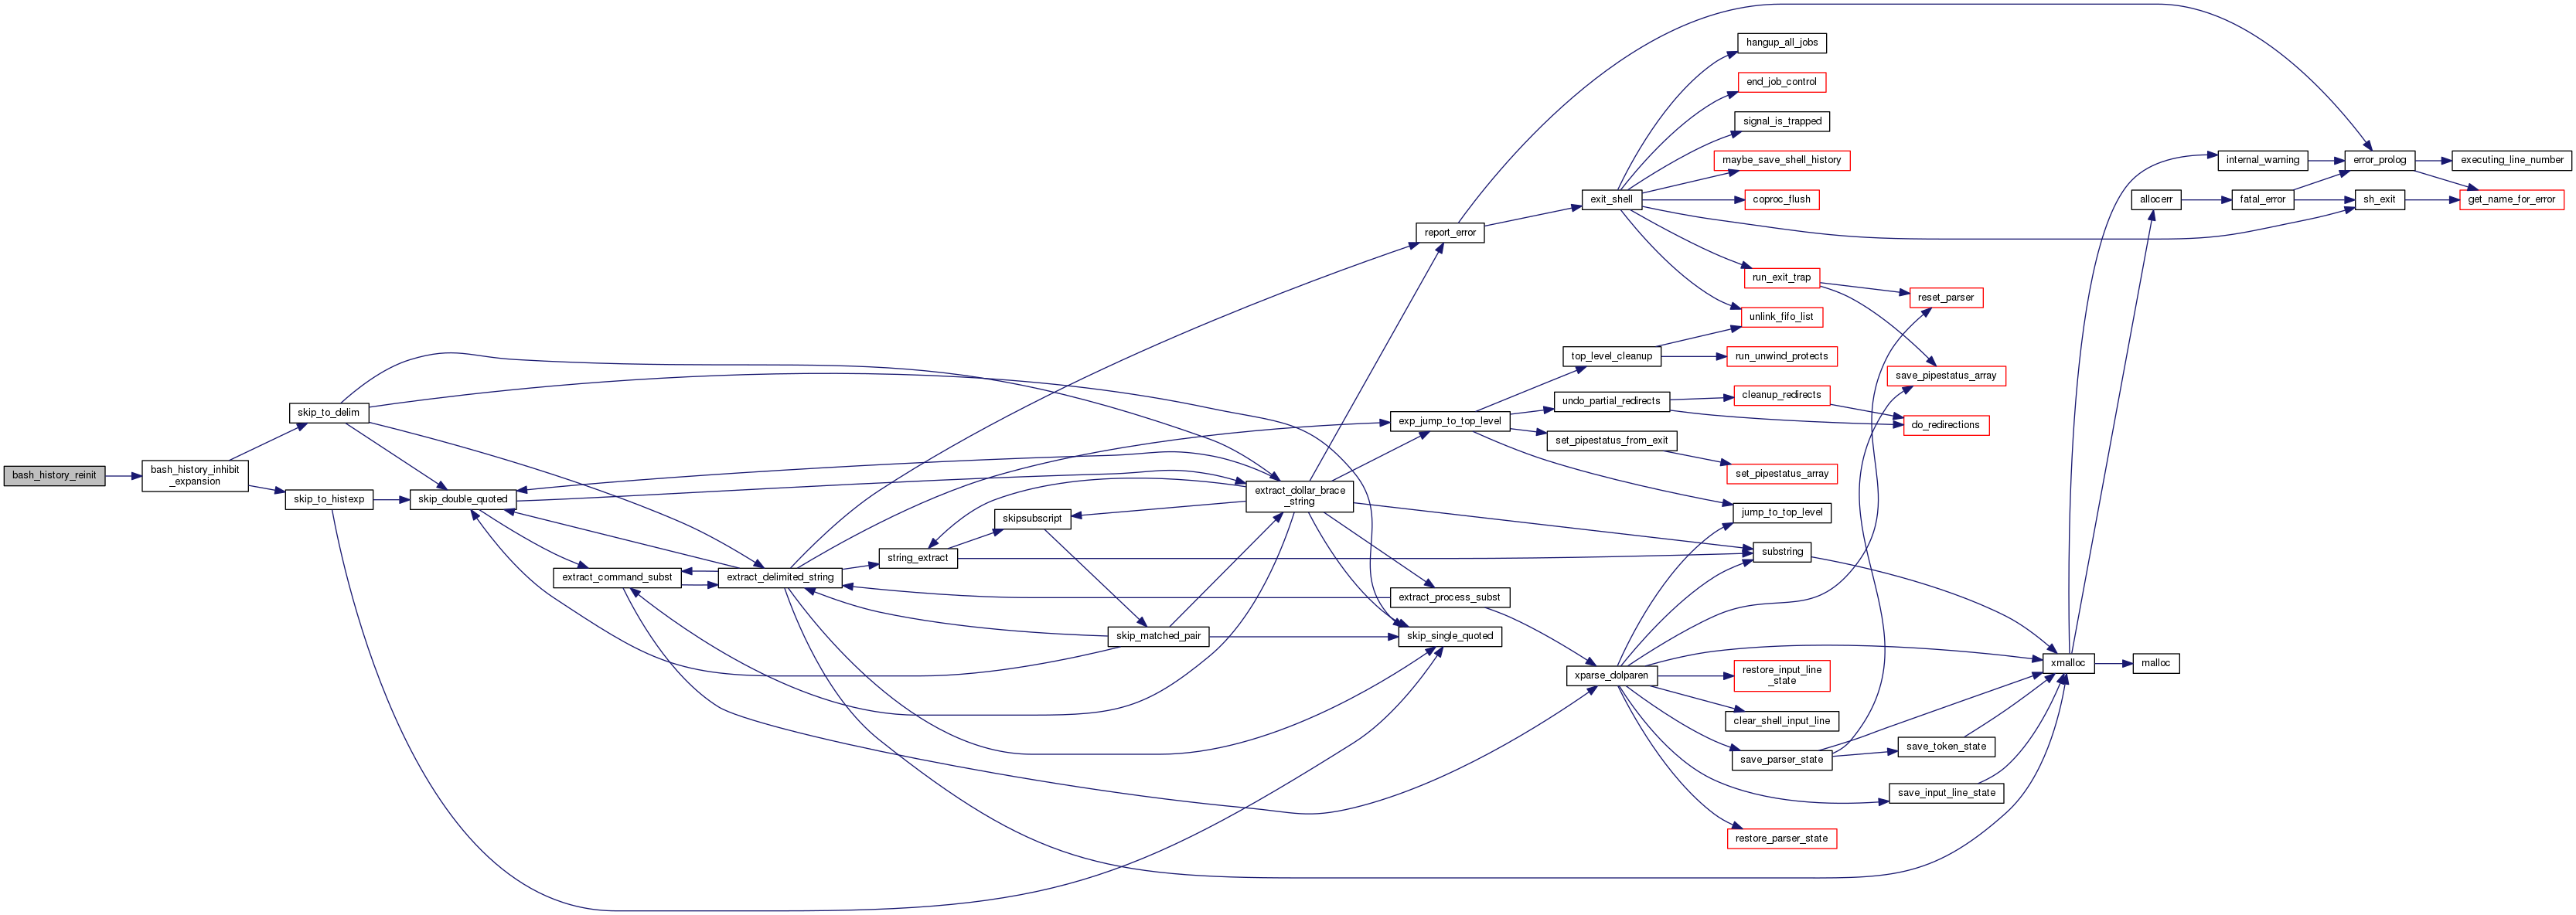 hangup_all_jobs
end_job_control
signal_is_trapped
maybe_save_shell_history
internal_warning
error_prolog
executing_line_number
exit_shell
coproc_flush
allocerr
fatal_error
sh_exit
get_name_for_error
report_error
run_exit_trap
reset_parser
unlink_fifo_list
top_level_cleanup
run_unwind_protects
save_pipestatus_array
skip_to_delim
exp_jump_to_top_level
undo_partial_redirects
cleanup_redirects
do_redirections
set_pipestatus_from_exit
bash_history_reinit
bash_history_inhibit
_expansion
set_pipestatus_array
skip_to_histexp
skip_double_quoted
extract_dollar_brace
_string
skipsubscript
jump_to_top_level
string_extract
substring
extract_command_subst
extract_delimited_string
extract_process_subst
skip_matched_pair
skip_single_quoted
xparse_dolparen
restore_input_line
_state
xmalloc
malloc
clear_shell_input_line
save_parser_state
save_token_state
save_input_line_state
restore_parser_state